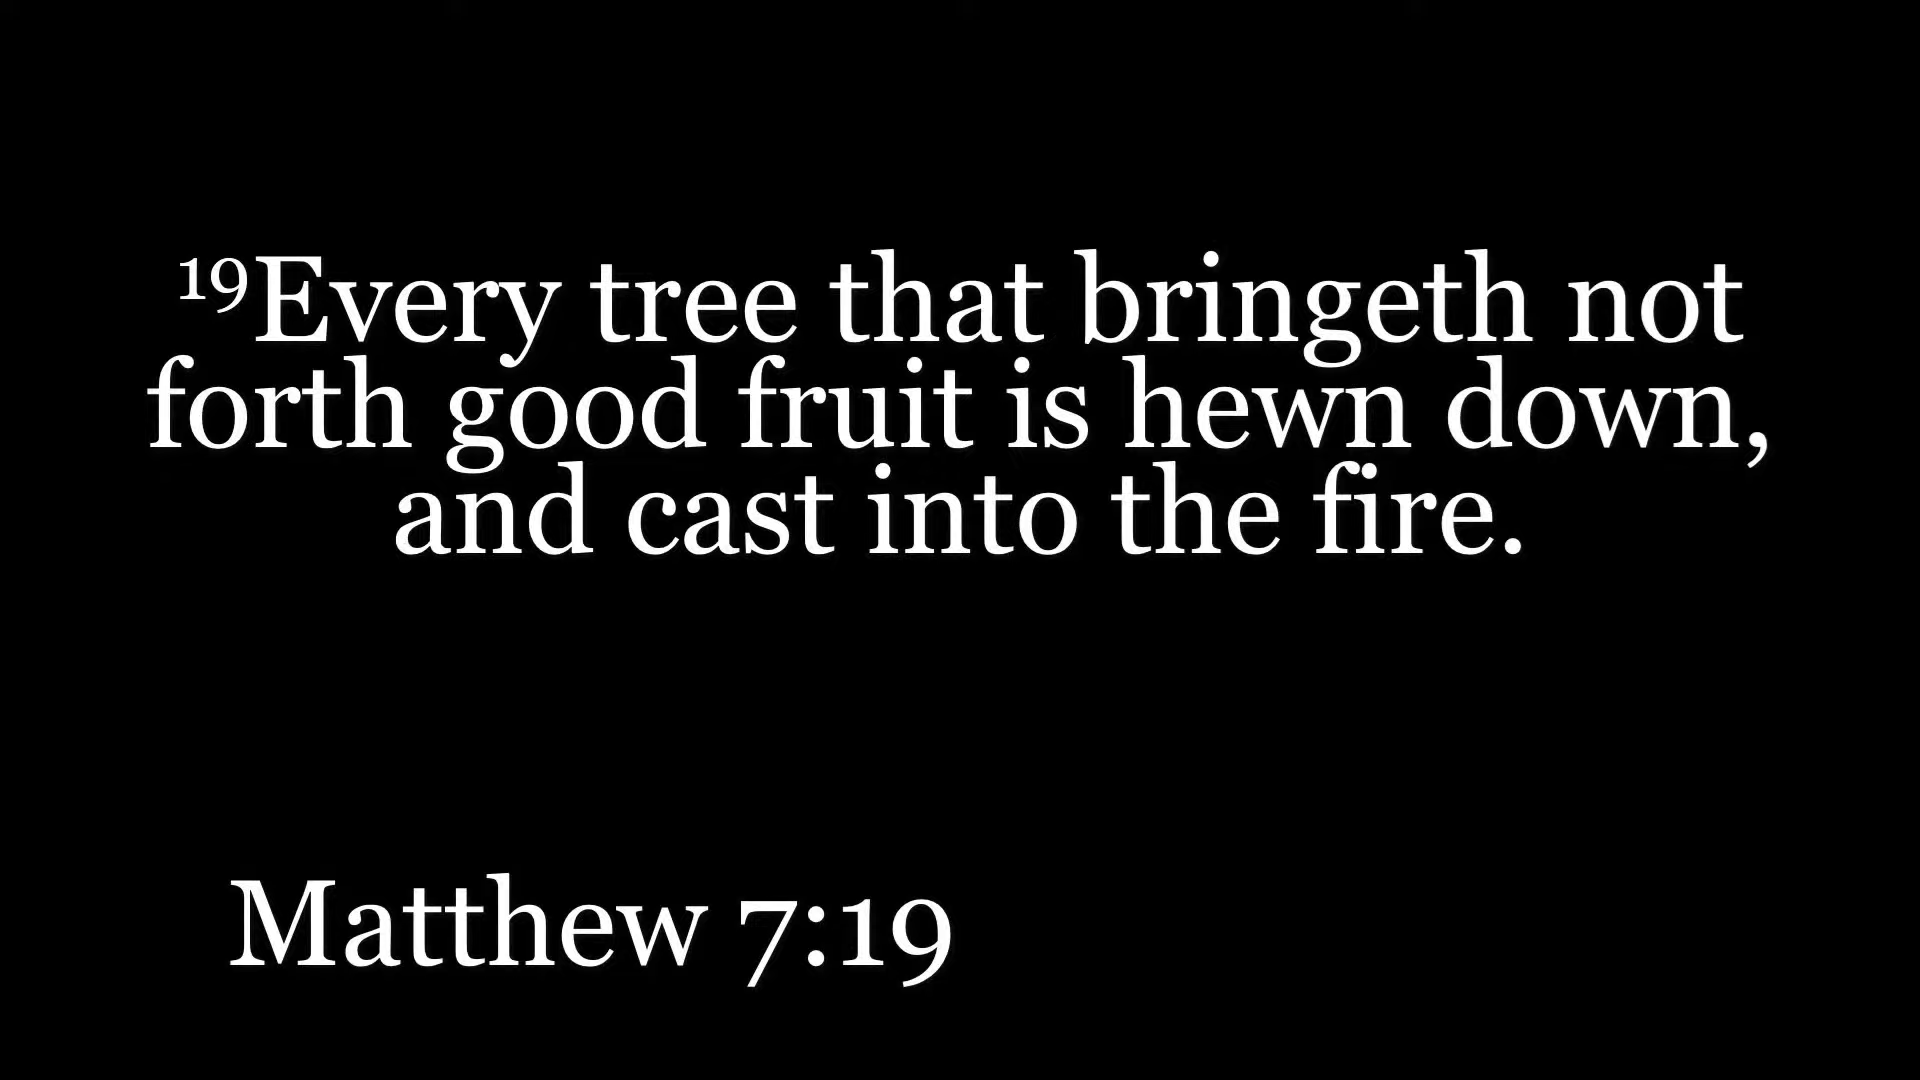 ¹⁹Every tree that bringeth not
forth good fruit is hewn down,
and cast into the fire.
Matthew 7:19